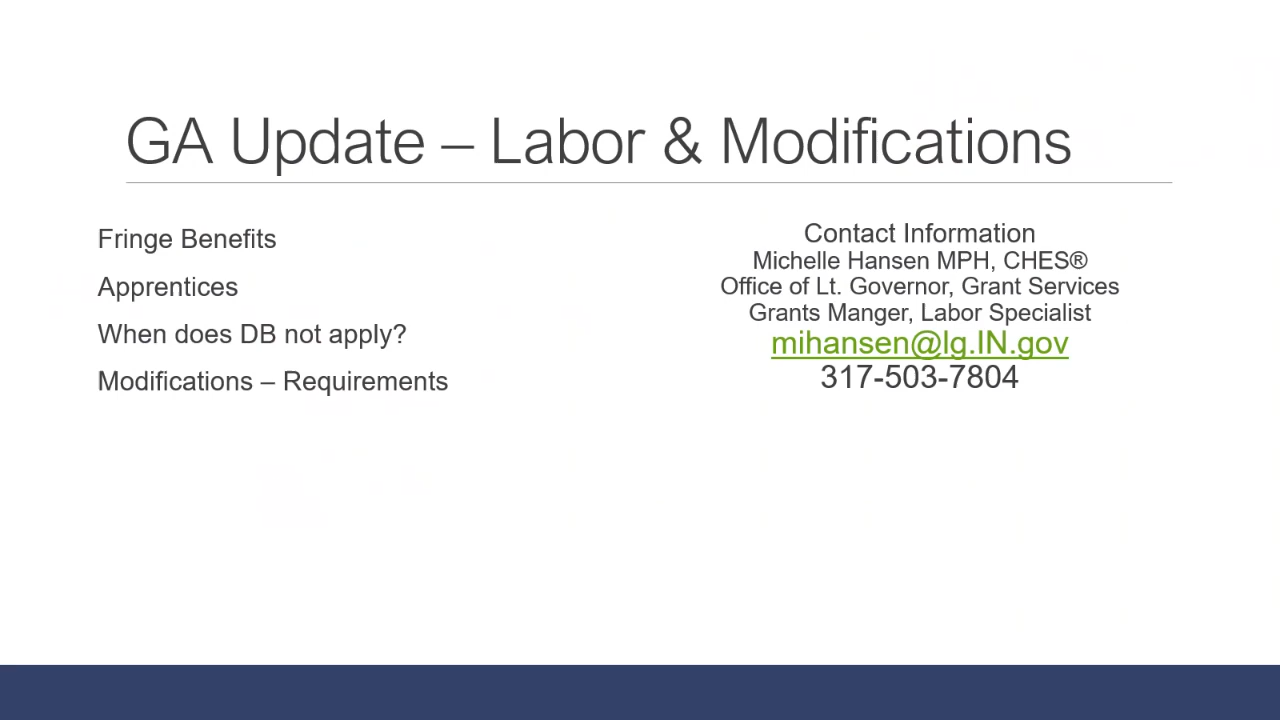 GA Update – Labor & Modifications
Fringe Benefits
Apprentices
When does DB not apply?
Modifications – Requirements
Contact Information
Michelle Hansen MPH, CHES®
Office of Lt. Governor, Grant Services
Grants Manger, Labor Specialist
mihansen@lg.IN.gov
317-503-7804